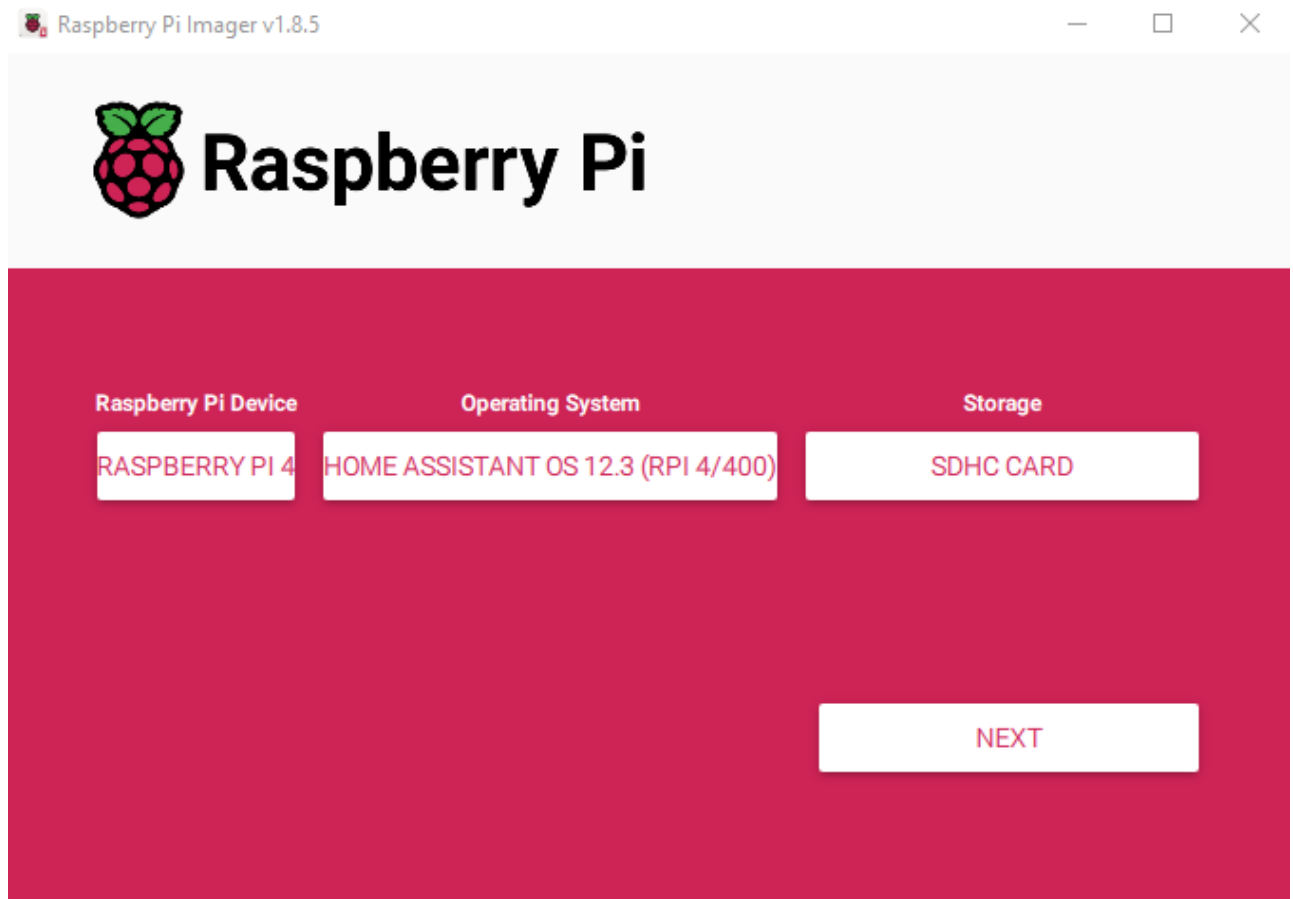 Raspberry Pi Imager v1.8.5
Raspberry Pi
Raspberry Pi Device
Operating System
Storage
RASPBERRY PI 4
HOME ASSISTANT OS 12.3 (RPI 4/400)
SDHC CARD
NEXT